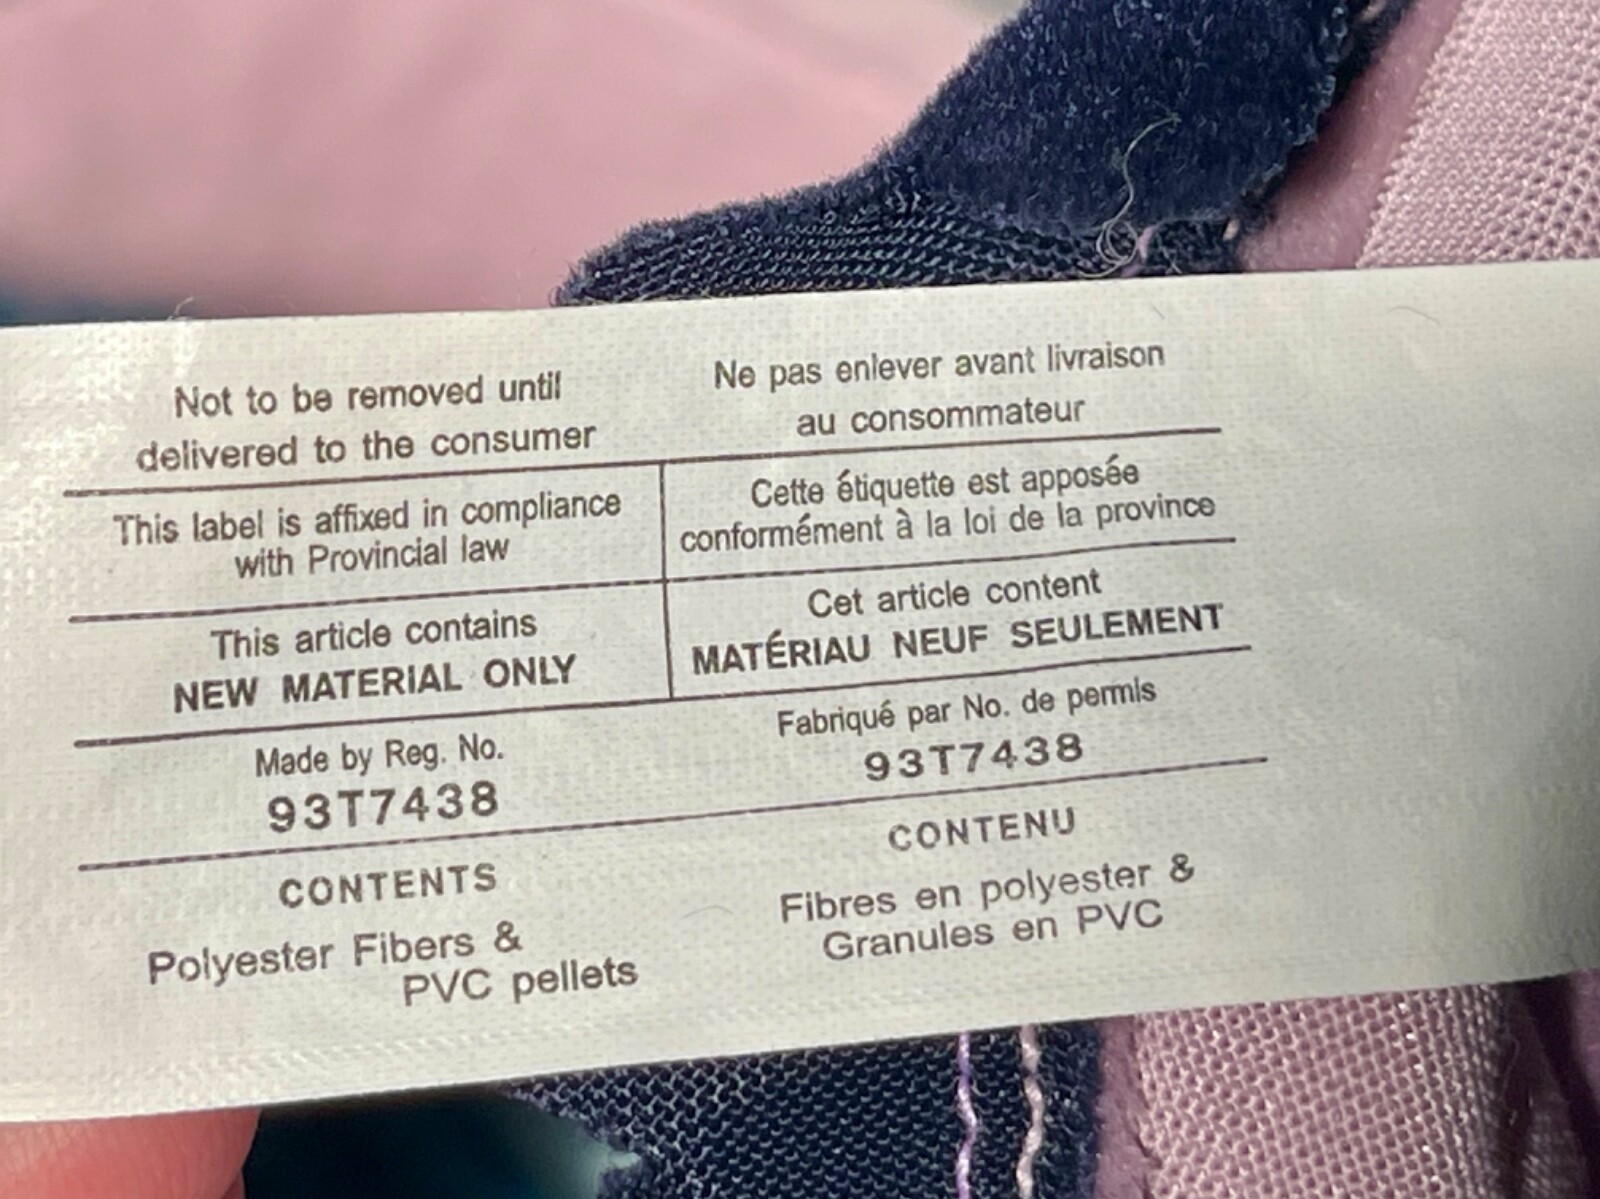 Not to be removed until
delivered to the consumer
Ne pas enlever avant livraison
au consommateur
This label is affixed in compliance
with Provincial law
Cette étiquette est apposée
conformément à la loi de la province
This article contains
NEW MATERIAL ONLY
Cet article content
MATÉRIAU NEUF SEULEMENT
Made by Reg. No.
93T7438
Fabriqué par No. de permis
93T7438
CONTENTS
Polyester Fibers &
PVC pellets
CONTENU
Fibres en polyester &
Granules en PVC